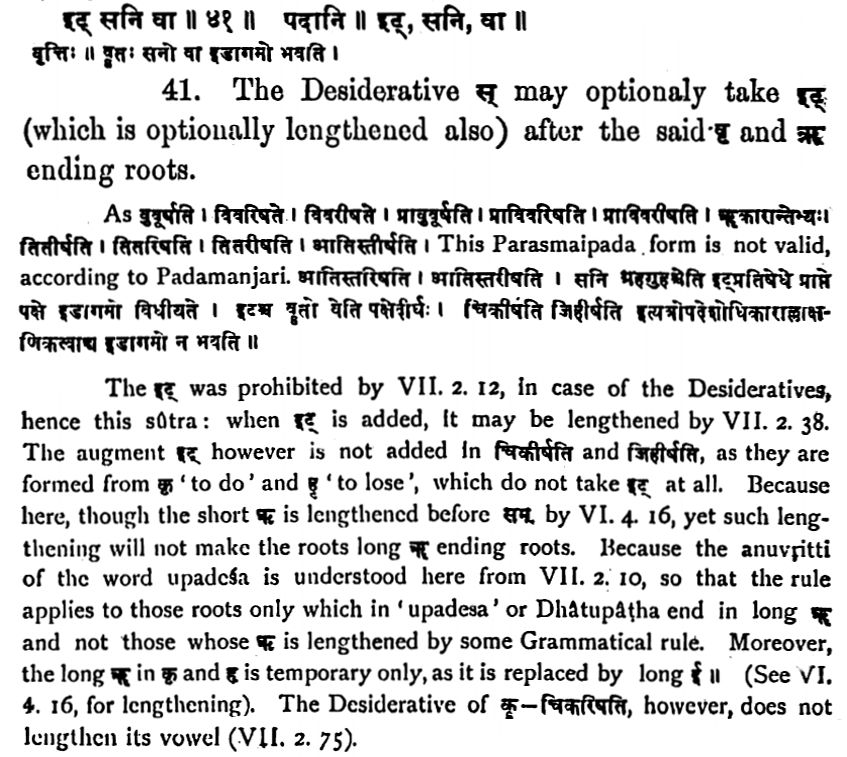 इट् सनि वा ॥ ४१ ॥ पदानि ॥ इट्, सनि, वा ॥
वृत्तिः ॥ वॄतः सनो वा इडागमो भवति ।
41. The Desiderative स् may optionaly take इट्
(which is optionally lengthened also) after the said वृ and ॠ
ending roots.
As वुवूर्षति । विवरिषते । विवरीषते । प्रावुवूर्षति । प्राविवरिषति । प्राविवरीषति । ॠकारान्तेभ्यः ।
तितीर्षति । तितरिषति । तितरीषति । आतिस्तीर्षति । This Parasmaipada form is not valid,
according to Padamanjari. आतिस्तरिषति । आतिस्तरीषति । सनि ग्रहगुहश्चेति इट्प्रतिषेधे प्राप्ते
पक्षे इडागमो विधीयते । इटश्च वॄतो वेति पक्षेदीर्घः । चिकीर्षति जिहीर्षति इत्यत्रोपदेशोधिकाराल्लाक्ष-
णिकत्वाच्च इडागमो न भवति ॥
The इट् was prohibited by VII. 2. 12, in case of the Desideratives,
hence this sûtra: when इट् is added, it may be lengthened by VII. 2. 38.
The augment इट् however is not added in चिकीर्षति and जिहीर्षति, as they are
formed from कृ 'to do' and हृ 'to lose', which do not take इट् at all. Because
here, though the short ऋ is lengthened before सम् by VI. 4. 16, yet such leng-
thening will not make the roots long ॠ ending roots. Because the anuvṛitti
of the word upadeśa is understood here from VII. 2. 10, so that the rule
applies to those roots only which in 'upadesa' or Dhâtupâṭha end in long ॠ
and not those whose ऋ is lengthened by some Grammatical rule. Moreover,
the long ॠ in कृ and हृ is temporary only, as it is replaced by long ई ॥ (See VI.
4. 16, for lengthening). The Desiderative of कॄ—चिकरिषति, however, does not
lengthen its vowel (VII. 2. 75).